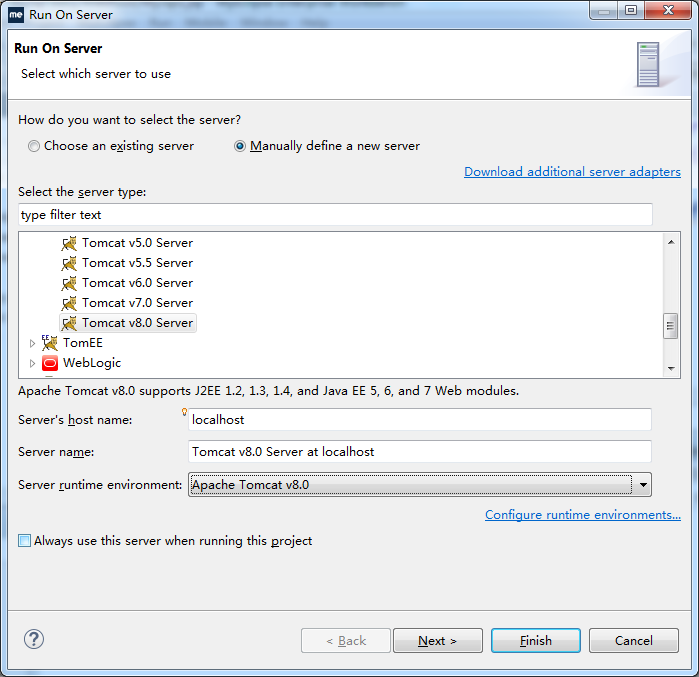 me Run On Server
Run On Server
Select which server to use
How do you want to select the server?
Choose an existing server Manually define a new server
Download additional server adapters
Select the server type:
type filter text
Tomcat v5.0 Server
Tomcat v5.5 Server
Tomcat v6.0 Server
Tomcat v7.0 Server
Tomcat v8.0 Server
EE TomEE
WebLogic
Apache Tomcat v8.0 supports J2EE 1.2, 1.3, 1.4, and Java EE 5, 6, and 7 Web modules.
Server's host name: localhost
Server name: Tomcat v8.0 Server at localhost
Server runtime environment: Apache Tomcat v8.0
Configure runtime environments...
Always use this server when running this project
? < Back Next > Finish Cancel